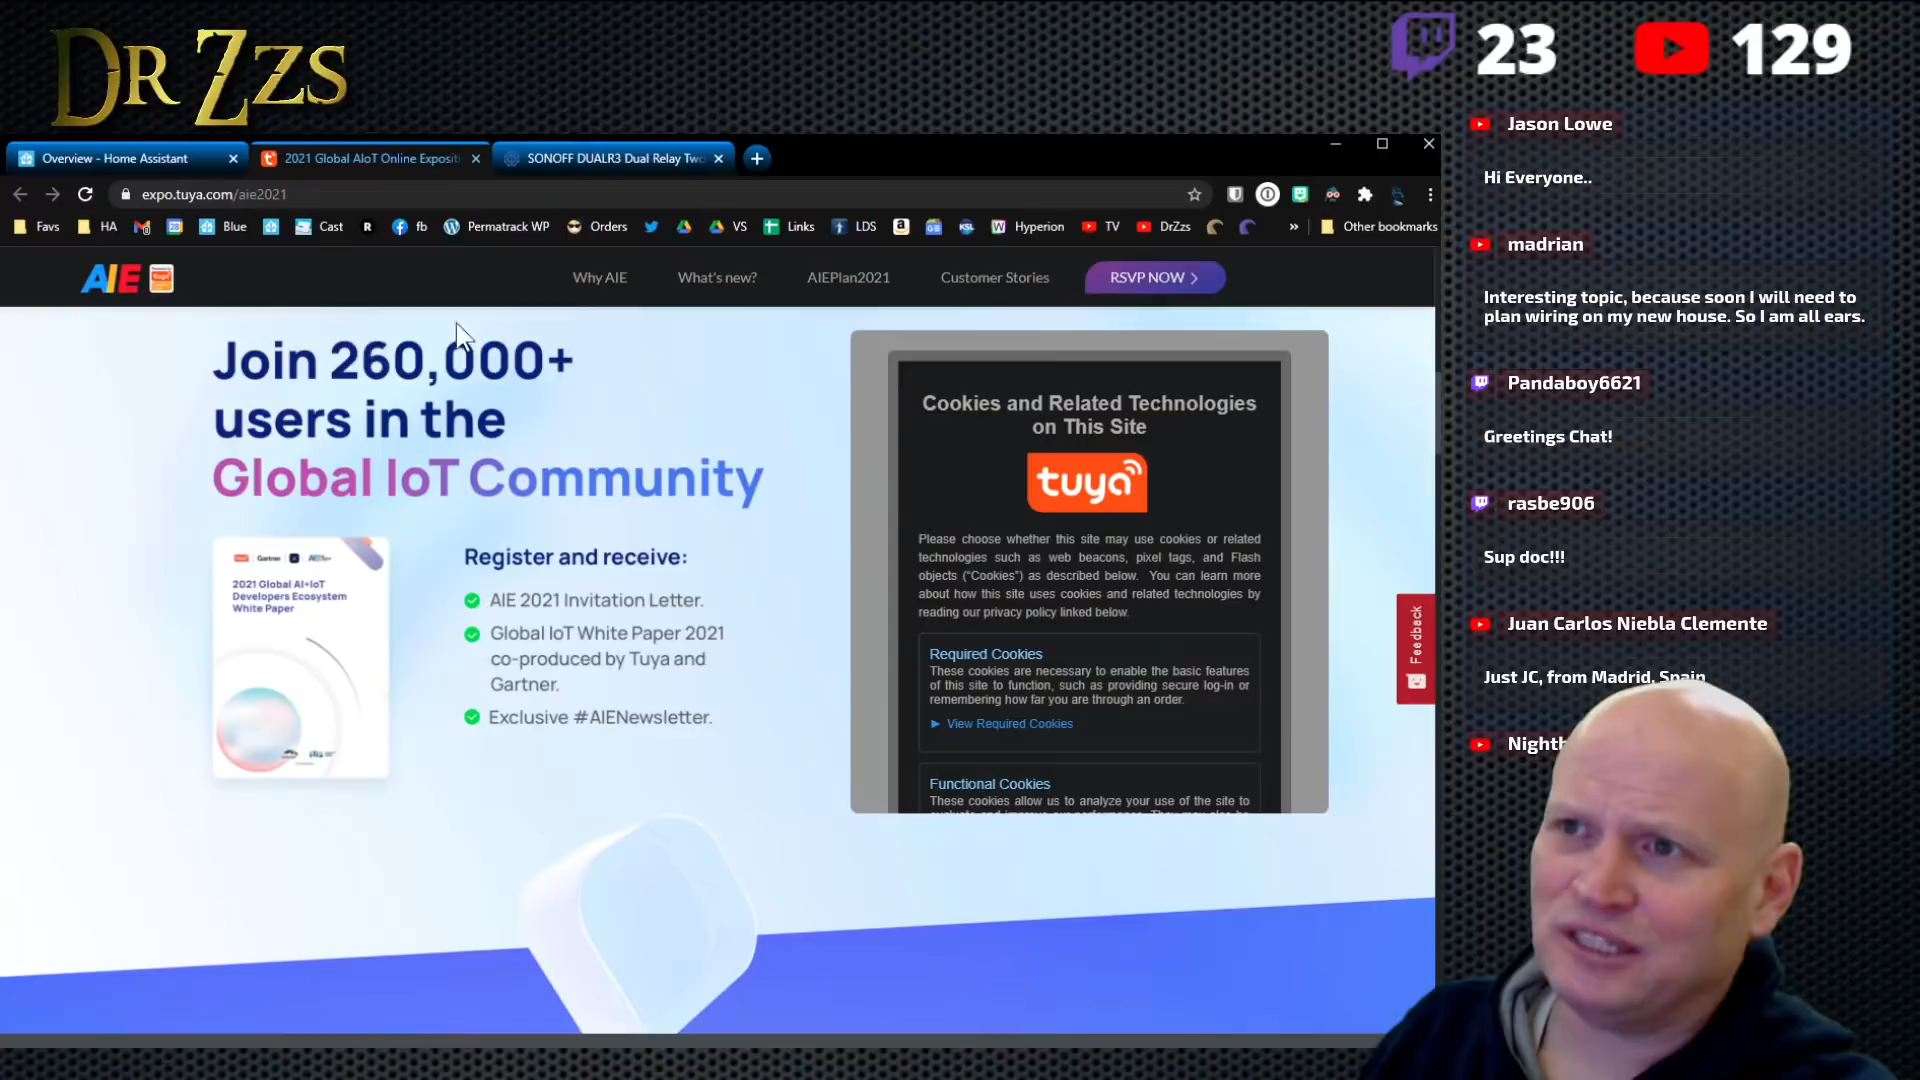 DR ZZS
23
129
Overview - Home Assistant
2021 Global AIoT Online Exposit
SONOFF DUALR3 Dual Relay Two
expo.tuya.com/aie2021
Favs
HA
Blue
Cast
R
fb
Permatrack WP
Orders
VS
Links
LDS
KSL
Hyperion
TV
DrZzs
»
Other bookmarks
AIE
Why AIE
What's new?
AIEPlan2021
Customer Stories
RSVP NOW
Join 260,000+
users in the
Global IoT Community
Gartner
2021 Global AI+IoT
Developers Ecosystem
White Paper
Register and receive:
AIE 2021 Invitation Letter.
Global IoT White Paper 2021
co-produced by Tuya and
Gartner.
Exclusive #AIENewsletter.
Cookies and Related Technologies
on This Site
tuya
Please choose whether this site may use cookies or related
technologies such as web beacons, pixel tags, and Flash
objects (“Cookies”) as described below. You can learn more
about how this site uses cookies and related technologies by
reading our privacy policy linked below.
Required Cookies
These cookies are necessary to enable the basic features
of this site to function, such as providing secure log-in or
remembering how far you are through an order.
View Required Cookies
Functional Cookies
These cookies allow us to analyze your use of the site to
Feedback
Jason Lowe
Hi Everyone..
madrian
Interesting topic, because soon I will need to
plan wiring on my new house. So I am all ears.
Pandaboy6621
Greetings Chat!
rasbe906
Sup doc!!!
Juan Carlos Niebla Clemente
Just JC, from Madrid, Spain